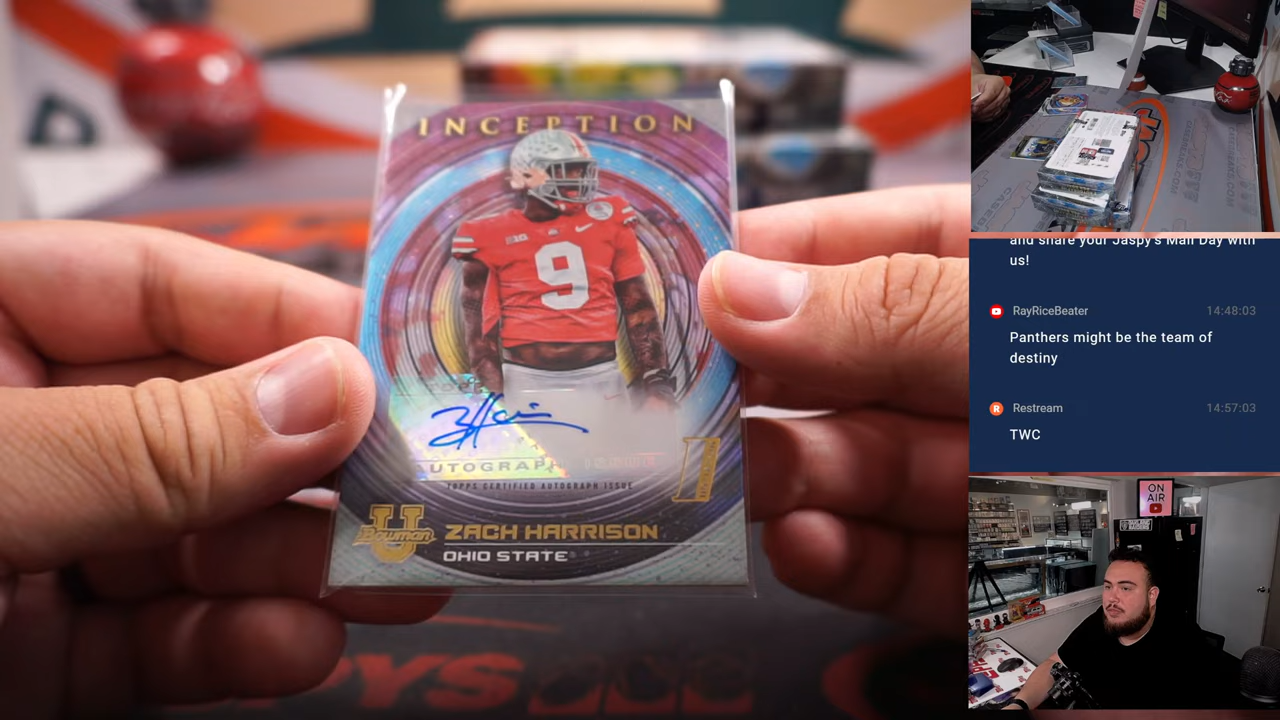 INCEPTION
9
B1G
AUTOGRAPH ISSUE
TOPPS CERTIFIED AUTOGRAPH ISSUE
U
Bowman
ZACH HARRISON
OHIO STATE
and share your Jaspy's Mail Day with
us!
RayRiceBeater 14:48:03
Panthers might be the team of
destiny
Restream 14:57:03
TWC
ON
AIR